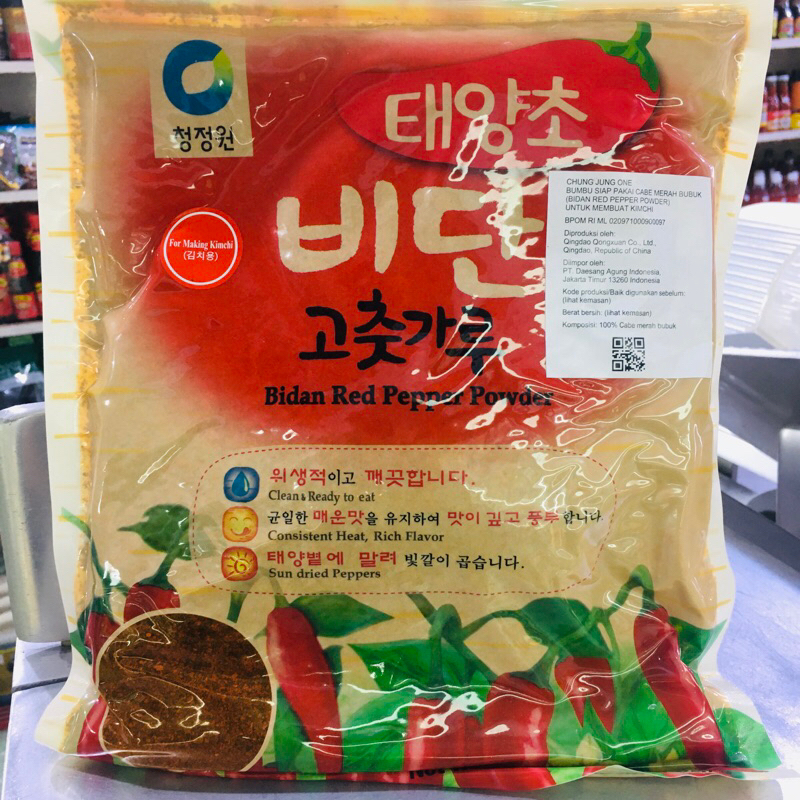 청정원
태양초
비단
고춧가루
Bidan Red Pepper Powder
For Making Kimchi
(김치용)
CHUNG JUNG ONE
BUMBU SIAP PAKAI CABE MERAH BUBUK
(BIDAN RED PEPPER POWDER)
UNTUK MEMBUAT KIMCHI
BPOM RI ML
Diproduksi oleh:
Qingdao Qongxuan Co., Ltd.,
Qingdao, Republic of China
Diimpor oleh:
PT. Daesang Agung Indonesia,
Jakarta Timur 13260 Indonesia
Kode produksi/Baik digunakan sebelum:
(lihat kemasan)
Berat bersih: (lihat kemasan)
Komposisi: 100% Cabe merah bubuk
위생적이고 깨끗합니다.
Clean & Ready to eat
균일한 매운맛을 유지하여 맛이 깊고 풍부합니다.
Consistent Heat, Rich Flavor
태양볕에 말려 빛깔이 곱습니다.
Sun dried Peppers